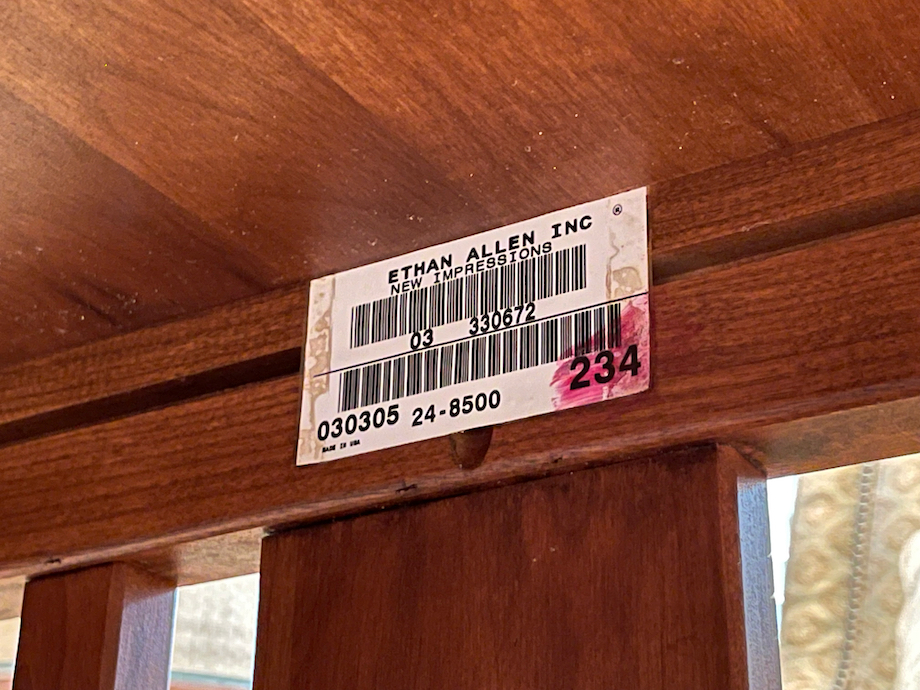 ETHAN ALLEN INC ®
NEW IMPRESSIONS
03 330672
234
030305 24-8500
MADE IN USA